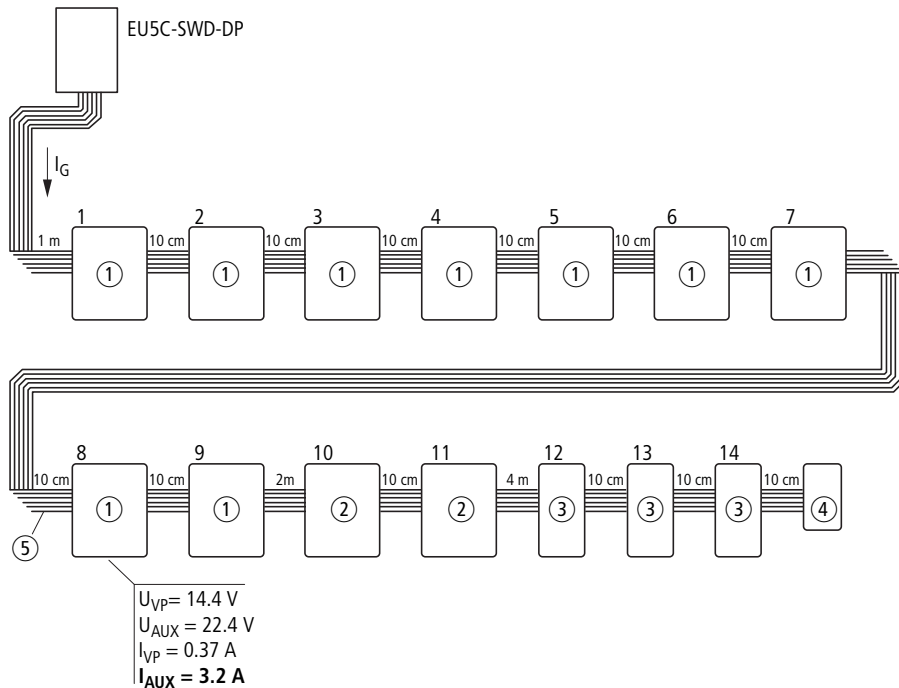 EU5C-SWD-DP
I_G
1 2 3 4 5 6 7
1 m 10 cm 10 cm 10 cm 10 cm 10 cm 10 cm
1 1 1 1 1 1 1
8 9 10 11 12 13 14
10 cm 10 cm 2m 10 cm 4 m 10 cm 10 cm 10 cm
1 1 2 2 3 3 3 4
5
U_VP= 14.4 V
U_AUX = 22.4 V
I_VP = 0.37 A
I_AUX = 3.2 A